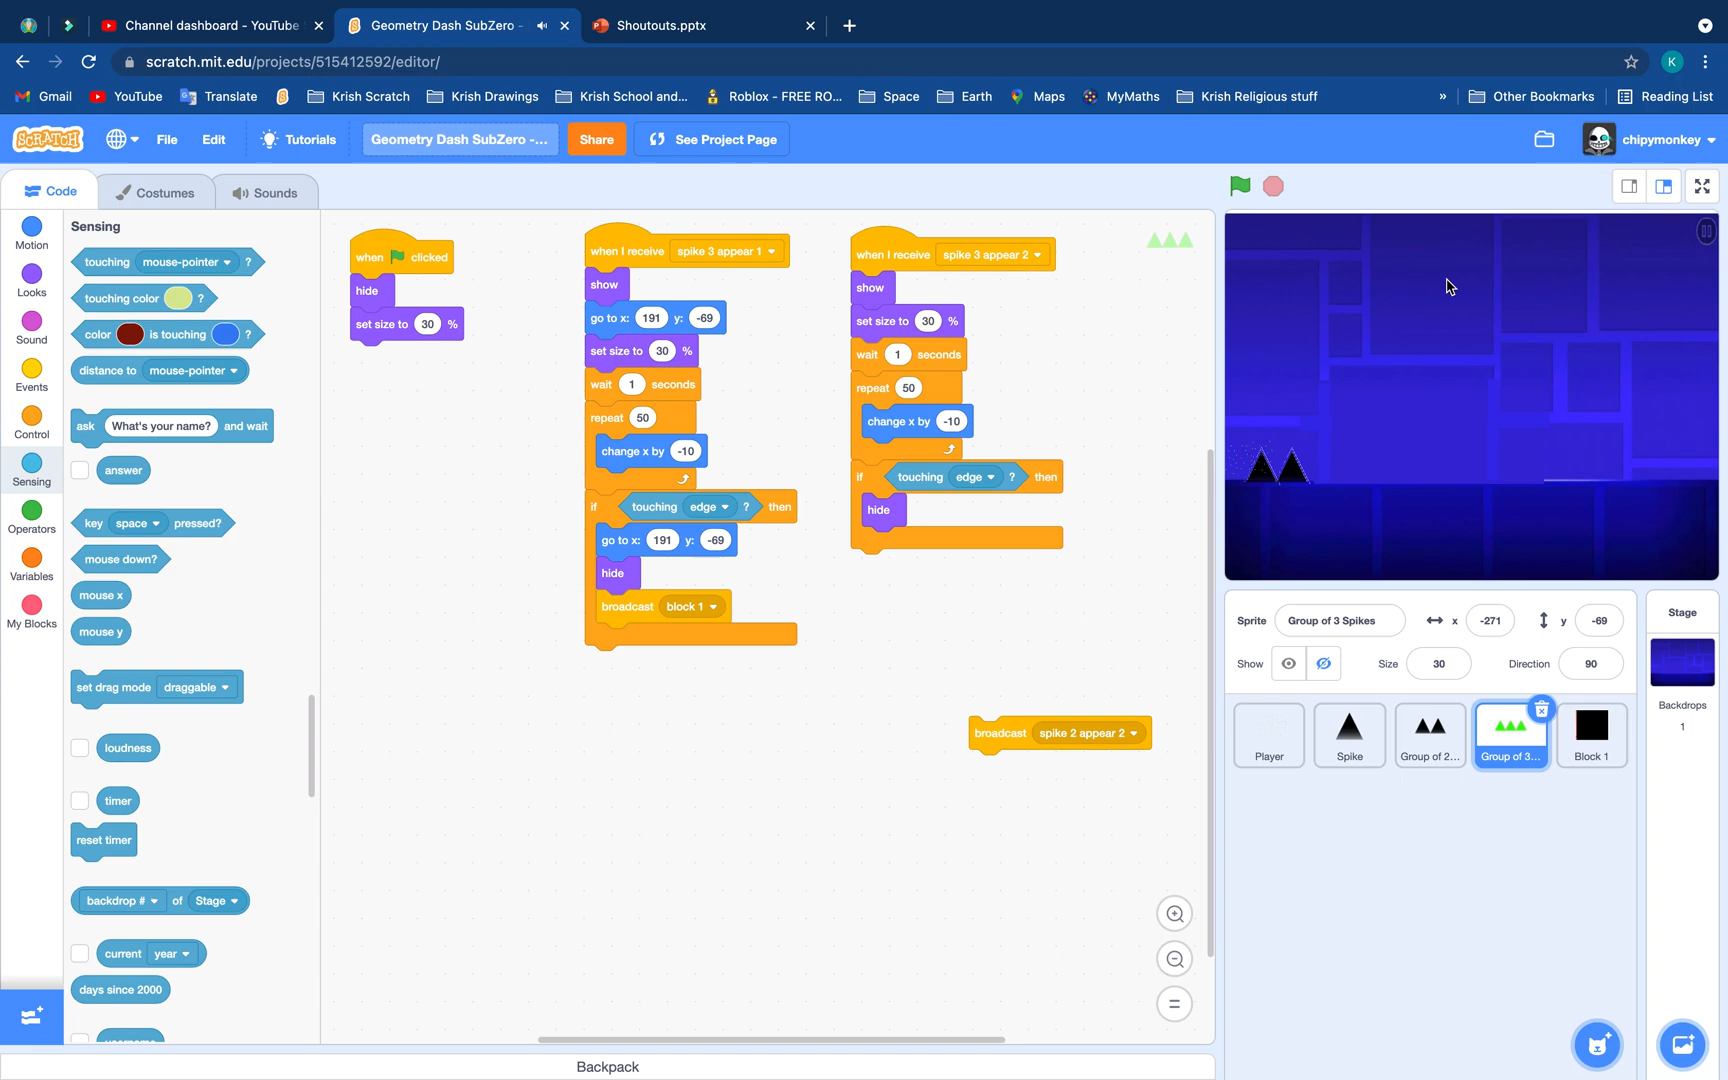 Channel dashboard - YouTube
Geometry Dash SubZero -
Shoutouts.pptx
scratch.mit.edu/projects/515412592/editor/
K
Gmail
YouTube
Translate
Krish Scratch
Krish Drawings
Krish School and...
Roblox - FREE RO...
Space
Earth
Maps
MyMaths
Krish Religious stuff
»
Other Bookmarks
Reading List
SCRATCH
File
Edit
Tutorials
Geometry Dash SubZero -...
Share
See Project Page
chipymonkey
Code
Costumes
Sounds
Motion
Looks
Sound
Events
Control
Sensing
Operators
Variables
My Blocks
Sensing
touching mouse-pointer ?
touching color ?
color is touching ?
distance to mouse-pointer
ask What's your name? and wait
answer
key space pressed?
mouse down?
mouse x
mouse y
set drag mode draggable
loudness
timer
reset timer
backdrop # of Stage
current year
days since 2000
username
when clicked
hide
set size to 30 %
when I receive spike 3 appear 1
show
go to x: 191 y: -69
set size to 30 %
wait 1 seconds
repeat 50
change x by -10
if touching edge ? then
go to x: 191 y: -69
hide
broadcast block 1
when I receive spike 3 appear 2
show
set size to 30 %
wait 1 seconds
repeat 50
change x by -10
if touching edge ? then
hide
broadcast spike 2 appear 2
Backpack
Sprite Group of 3 Spikes x -271 y -69
Show Size 30 Direction 90
Player
Spike
Group of 2...
Group of 3...
Block 1
Stage
Backdrops
1